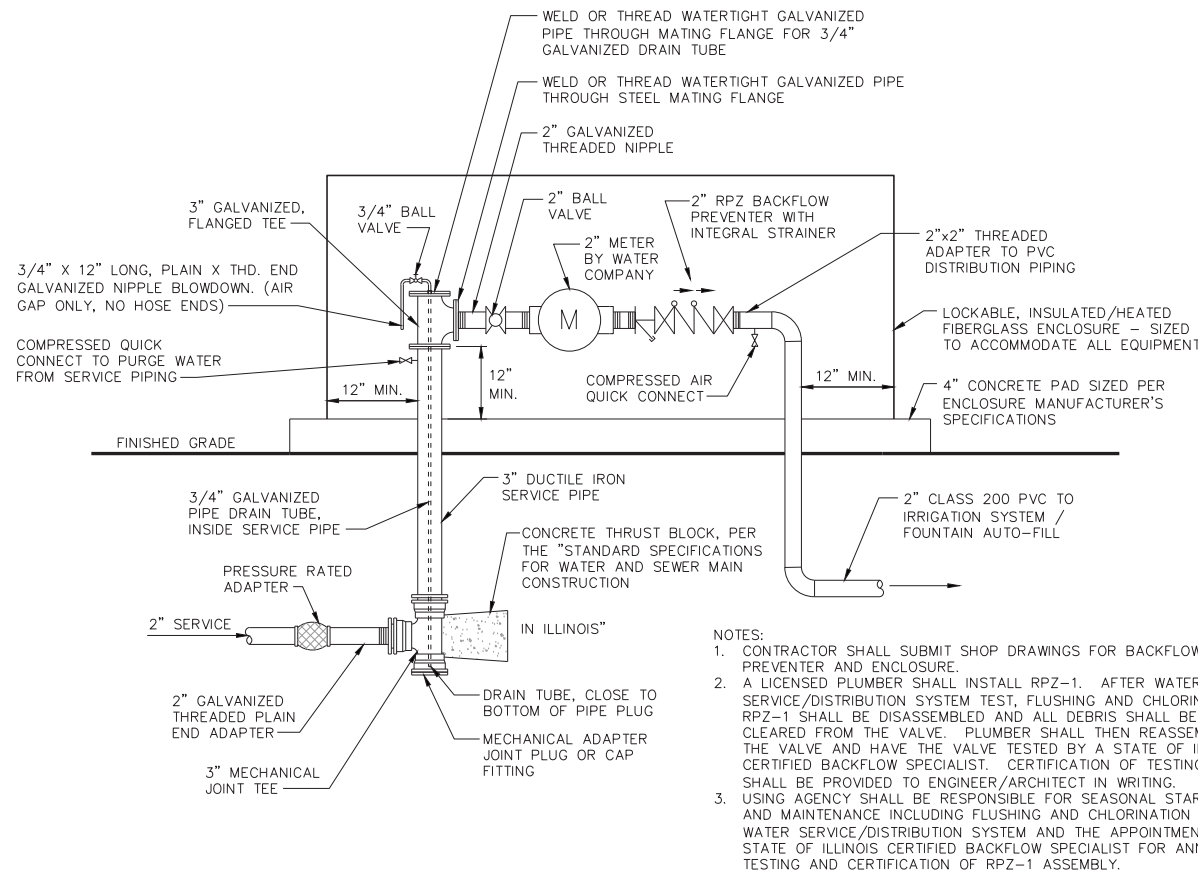 WELD OR THREAD WATERTIGHT GALVANIZED
PIPE THROUGH MATING FLANGE FOR 3/4"
GALVANIZED DRAIN TUBE
WELD OR THREAD WATERTIGHT GALVANIZED PIPE
THROUGH STEEL MATING FLANGE
2" GALVANIZED
THREADED NIPPLE
3" GALVANIZED,
FLANGED TEE
3/4" BALL
VALVE
2" BALL
VALVE
2" RPZ BACKFLOW
PREVENTER WITH
INTEGRAL STRAINER
2" METER
BY WATER
COMPANY
2"x2" THREADED
ADAPTER TO PVC
DISTRIBUTION PIPING
3/4" X 12" LONG, PLAIN X THD. END
GALVANIZED NIPPLE BLOWDOWN. (AIR
GAP ONLY, NO HOSE ENDS)
M
LOCKABLE, INSULATED/HEATED
FIBERGLASS ENCLOSURE – SIZED
TO ACCOMMODATE ALL EQUIPMENT
COMPRESSED QUICK
CONNECT TO PURGE WATER
FROM SERVICE PIPING
12" MIN.
12"
MIN.
COMPRESSED AIR
QUICK CONNECT
12" MIN.
4" CONCRETE PAD SIZED PER
ENCLOSURE MANUFACTURER'S
SPECIFICATIONS
FINISHED GRADE
3/4" GALVANIZED
PIPE DRAIN TUBE,
INSIDE SERVICE PIPE
3" DUCTILE IRON
SERVICE PIPE
2" CLASS 200 PVC TO
IRRIGATION SYSTEM /
FOUNTAIN AUTO-FILL
CONCRETE THRUST BLOCK, PER
THE "STANDARD SPECIFICATIONS
FOR WATER AND SEWER MAIN
CONSTRUCTION
IN ILLINOIS"
PRESSURE RATED
ADAPTER
2" SERVICE
2" GALVANIZED
THREADED PLAIN
END ADAPTER
3" MECHANICAL
JOINT TEE
DRAIN TUBE, CLOSE TO
BOTTOM OF PIPE PLUG
MECHANICAL ADAPTER
JOINT PLUG OR CAP
FITTING
NOTES:
1. CONTRACTOR SHALL SUBMIT SHOP DRAWINGS FOR BACKFLOW
PREVENTER AND ENCLOSURE.
2. A LICENSED PLUMBER SHALL INSTALL RPZ-1. AFTER WATER
SERVICE/DISTRIBUTION SYSTEM TEST, FLUSHING AND CHLORIN
RPZ-1 SHALL BE DISASSEMBLED AND ALL DEBRIS SHALL BE
CLEARED FROM THE VALVE. PLUMBER SHALL THEN REASSEM
THE VALVE AND HAVE THE VALVE TESTED BY A STATE OF I
CERTIFIED BACKFLOW SPECIALIST. CERTIFICATION OF TESTING
SHALL BE PROVIDED TO ENGINEER/ARCHITECT IN WRITING.
3. USING AGENCY SHALL BE RESPONSIBLE FOR SEASONAL STAR
AND MAINTENANCE INCLUDING FLUSHING AND CHLORINATION
WATER SERVICE/DISTRIBUTION SYSTEM AND THE APPOINTMEN
STATE OF ILLINOIS CERTIFIED BACKFLOW SPECIALIST FOR ANN
TESTING AND CERTIFICATION OF RPZ-1 ASSEMBLY.